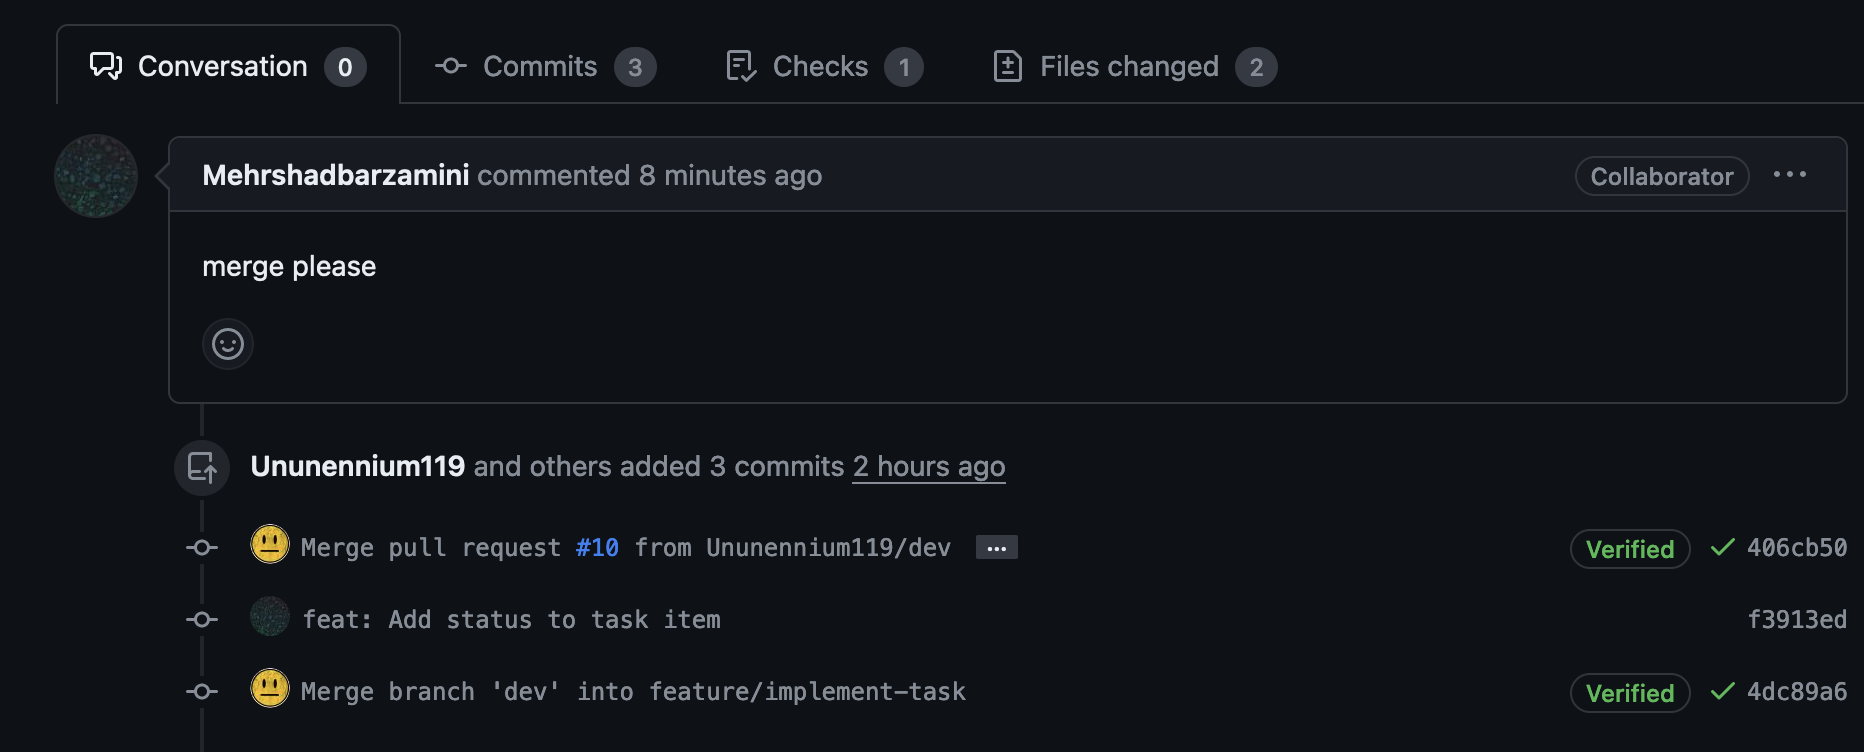 Conversation 0 Commits 3 Checks 1 Files changed 2
Mehrshadbarzamini commented 8 minutes ago Collaborator ...
merge please
Ununennium119 and others added 3 commits 2 hours ago
Merge pull request #10 from Ununennium119/dev ... Verified 406cb50
feat: Add status to task item f3913ed
Merge branch 'dev' into feature/implement-task Verified 4dc89a6